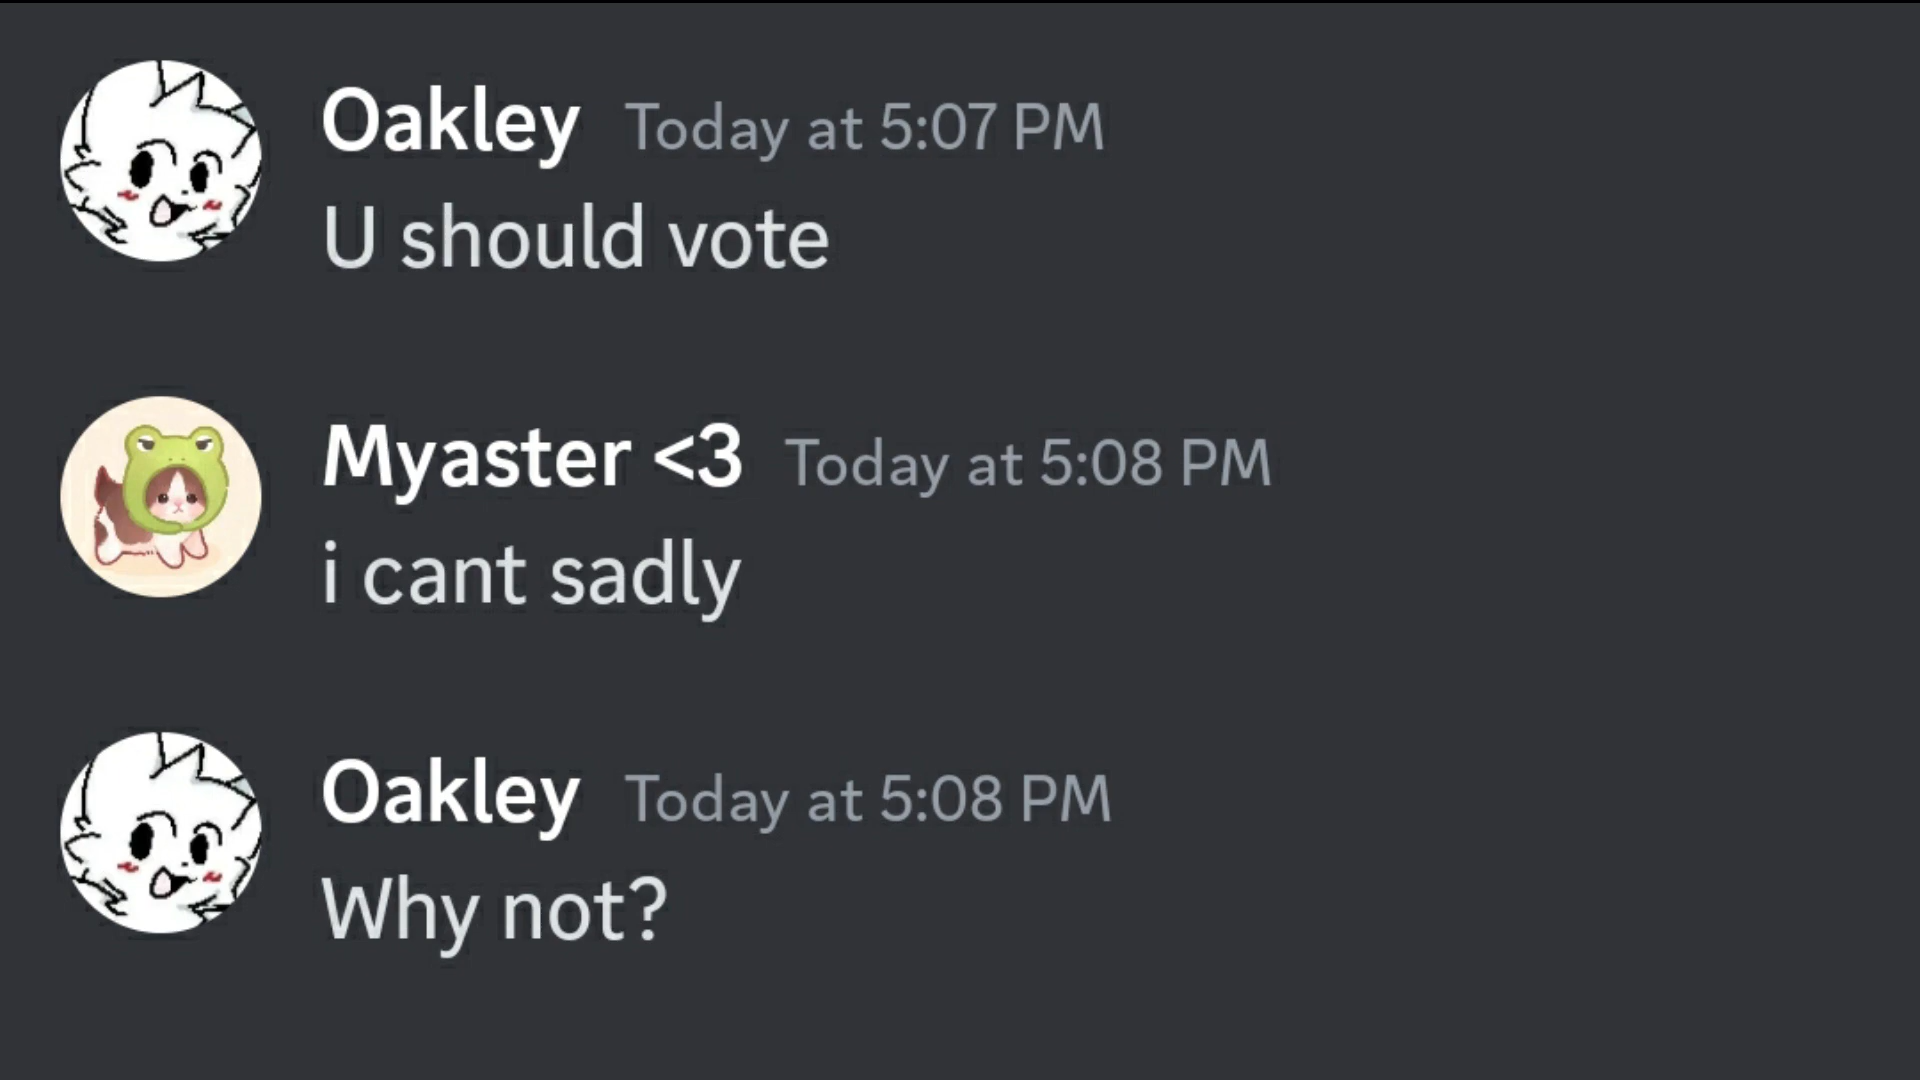 Oakley Today at 5:07 PM
U should vote
Myaster <3 Today at 5:08 PM
i cant sadly
Oakley Today at 5:08 PM
Why not?